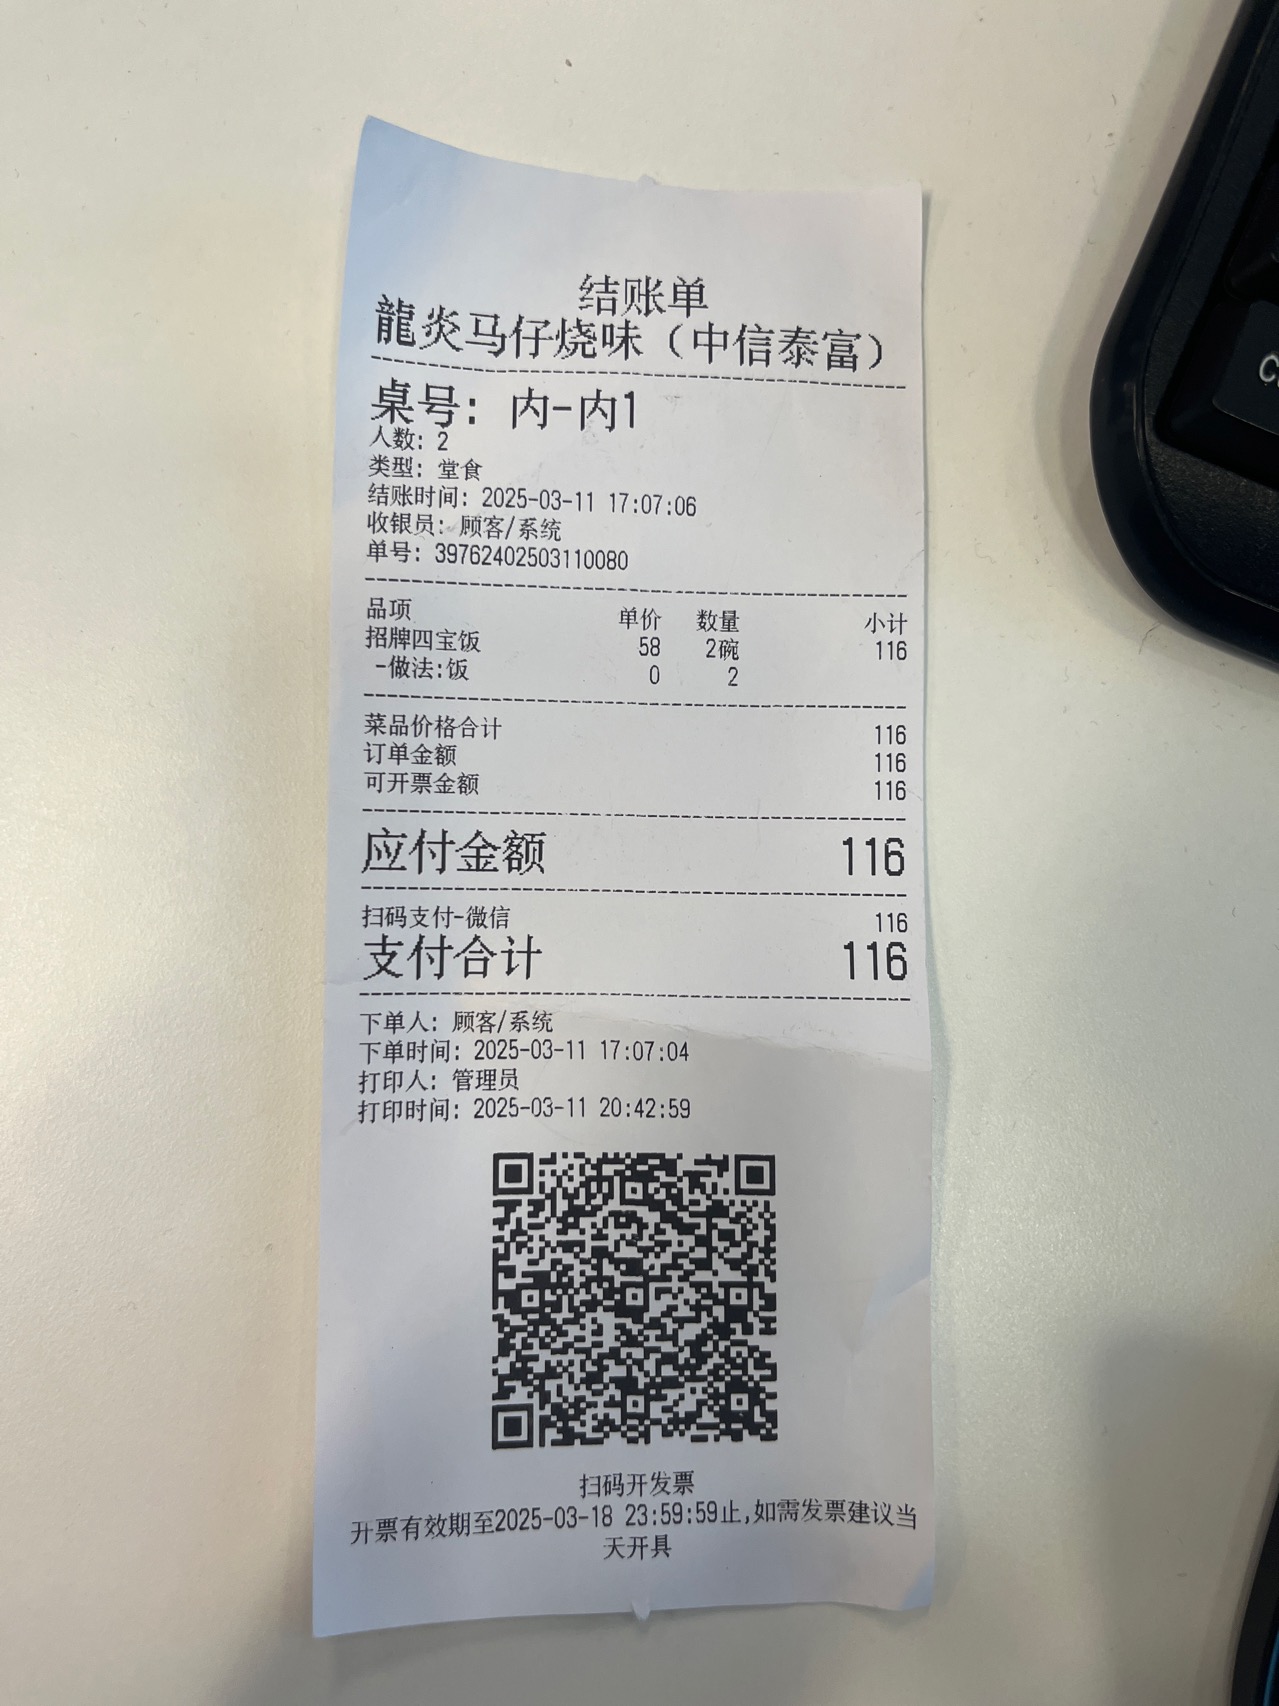 结账单
龍炎马仔烧味（中信泰富）
桌号: 内-内1
人数: 2
类型: 堂食
结账时间: 2025-03-11 17:07:06
收银员: 顾客/系统
单号: 39762402503110080
品项 单价 数量 小计
招牌四宝饭 58 2碗 116
-做法:饭 0 2
菜品价格合计 116
订单金额 116
可开票金额 116
应付金额 116
扫码支付-微信 116
支付合计 116
下单人: 顾客/系统
下单时间: 2025-03-11 17:07:04
打印人: 管理员
打印时间: 2025-03-11 20:42:59
扫码开发票
开票有效期至2025-03-18 23:59:59止,如需发票建议当
天开具